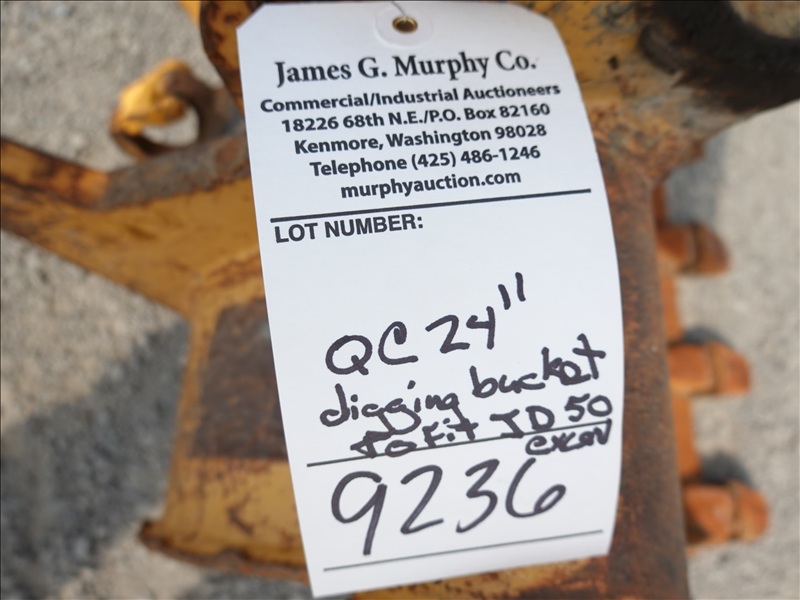 James G. Murphy Co.
Commercial/Industrial Auctioneers
18226 68th N.E./P.O. Box 82160
Kenmore, Washington 98028
Telephone (425) 486-1246
murphyauction.com
LOT NUMBER:
QC 24"
digging bucket
To Fit JD 50
excav
9236